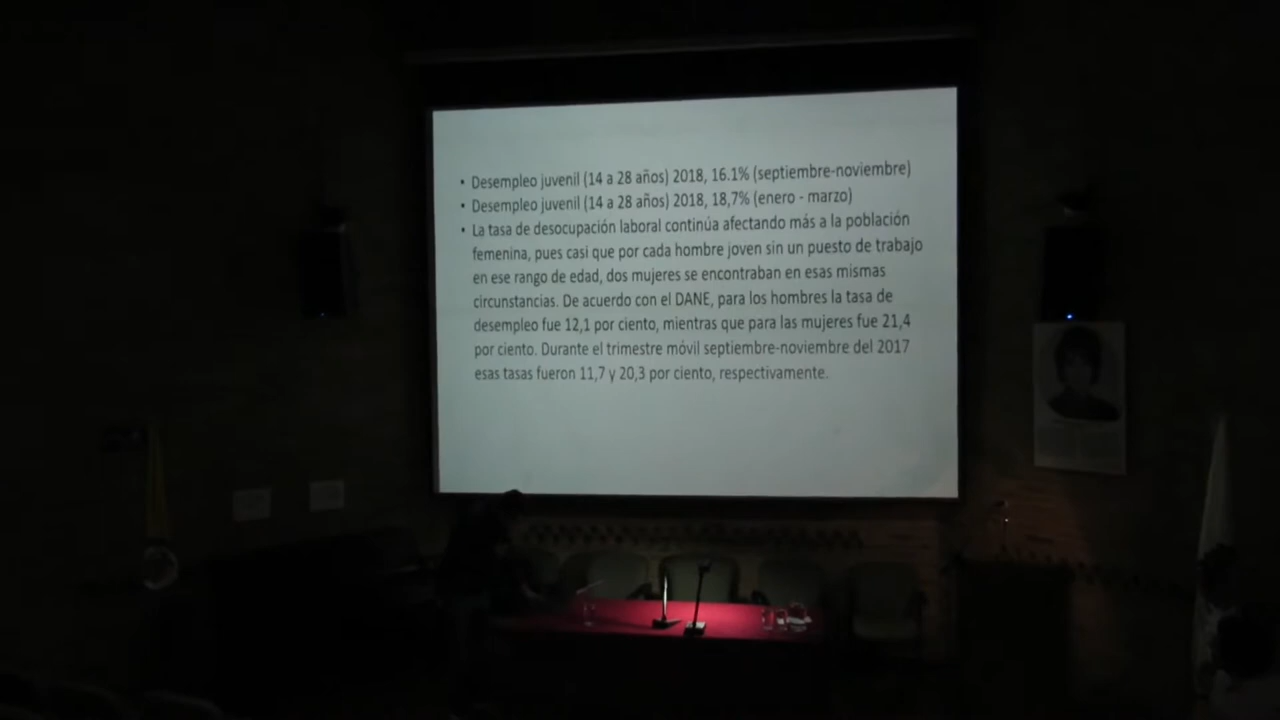 • Desempleo juvenil (14 a 28 años) 2018, 16.1% (septiembre-noviembre)
• Desempleo juvenil (14 a 28 años) 2018, 18,7% (enero - marzo)
• La tasa de desocupación laboral continúa afectando más a la población
femenina, pues casi que por cada hombre joven sin un puesto de trabajo
en ese rango de edad, dos mujeres se encontraban en esas mismas
circunstancias. De acuerdo con el DANE, para los hombres la tasa de
desempleo fue 12,1 por ciento, mientras que para las mujeres fue 21,4
por ciento. Durante el trimestre móvil septiembre-noviembre del 2017
esas tasas fueron 11,7 y 20,3 por ciento, respectivamente.